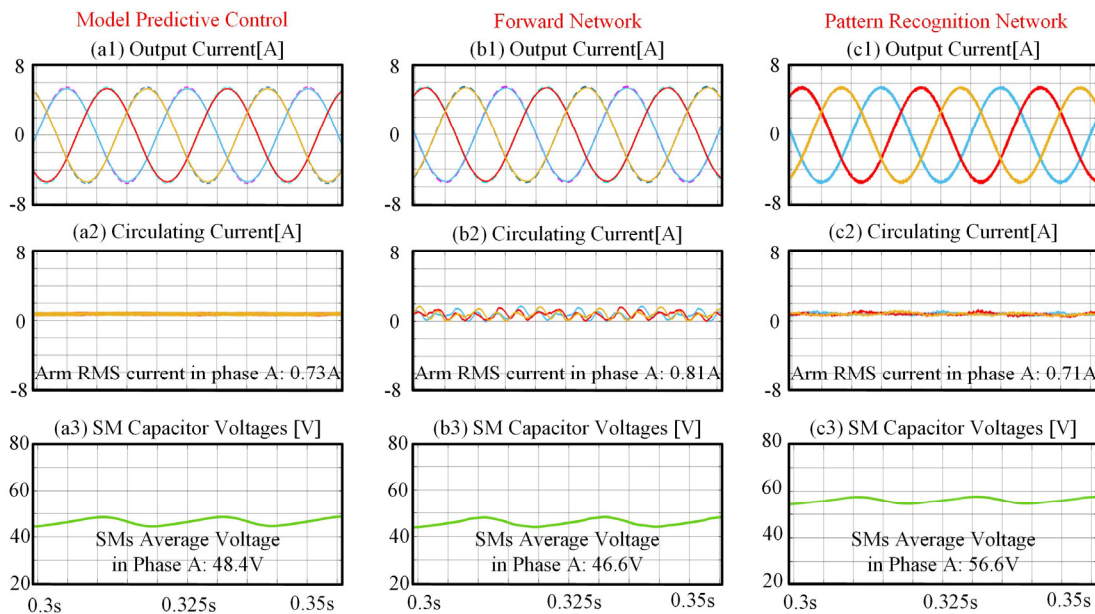 Model Predictive Control
(a1) Output Current[A]
8
0
-8
(a2) Circulating Current[A]
8
0
Arm RMS current in phase A: 0.73A
-8
(a3) SM Capacitor Voltages [V]
80
60
40
SMs Average Voltage
in Phase A: 48.4V
20
0.3s 0.325s 0.35s
Forward Network
(b1) Output Current[A]
8
0
-8
(b2) Circulating Current[A]
8
0
Arm RMS current in phase A: 0.81A
-8
(b3) SM Capacitor Voltages [V]
80
60
40
SMs Average Voltage
in Phase A: 46.6V
20
0.3s 0.325s 0.35s
Pattern Recognition Network
(c1) Output Current[A]
8
0
-8
(c2) Circulating Current[A]
8
0
Arm RMS current in phase A: 0.71A
-8
(c3) SM Capacitor Voltages [V]
80
60
40
SMs Average Voltage
in Phase A: 56.6V
20
0.3s 0.325s 0.35s